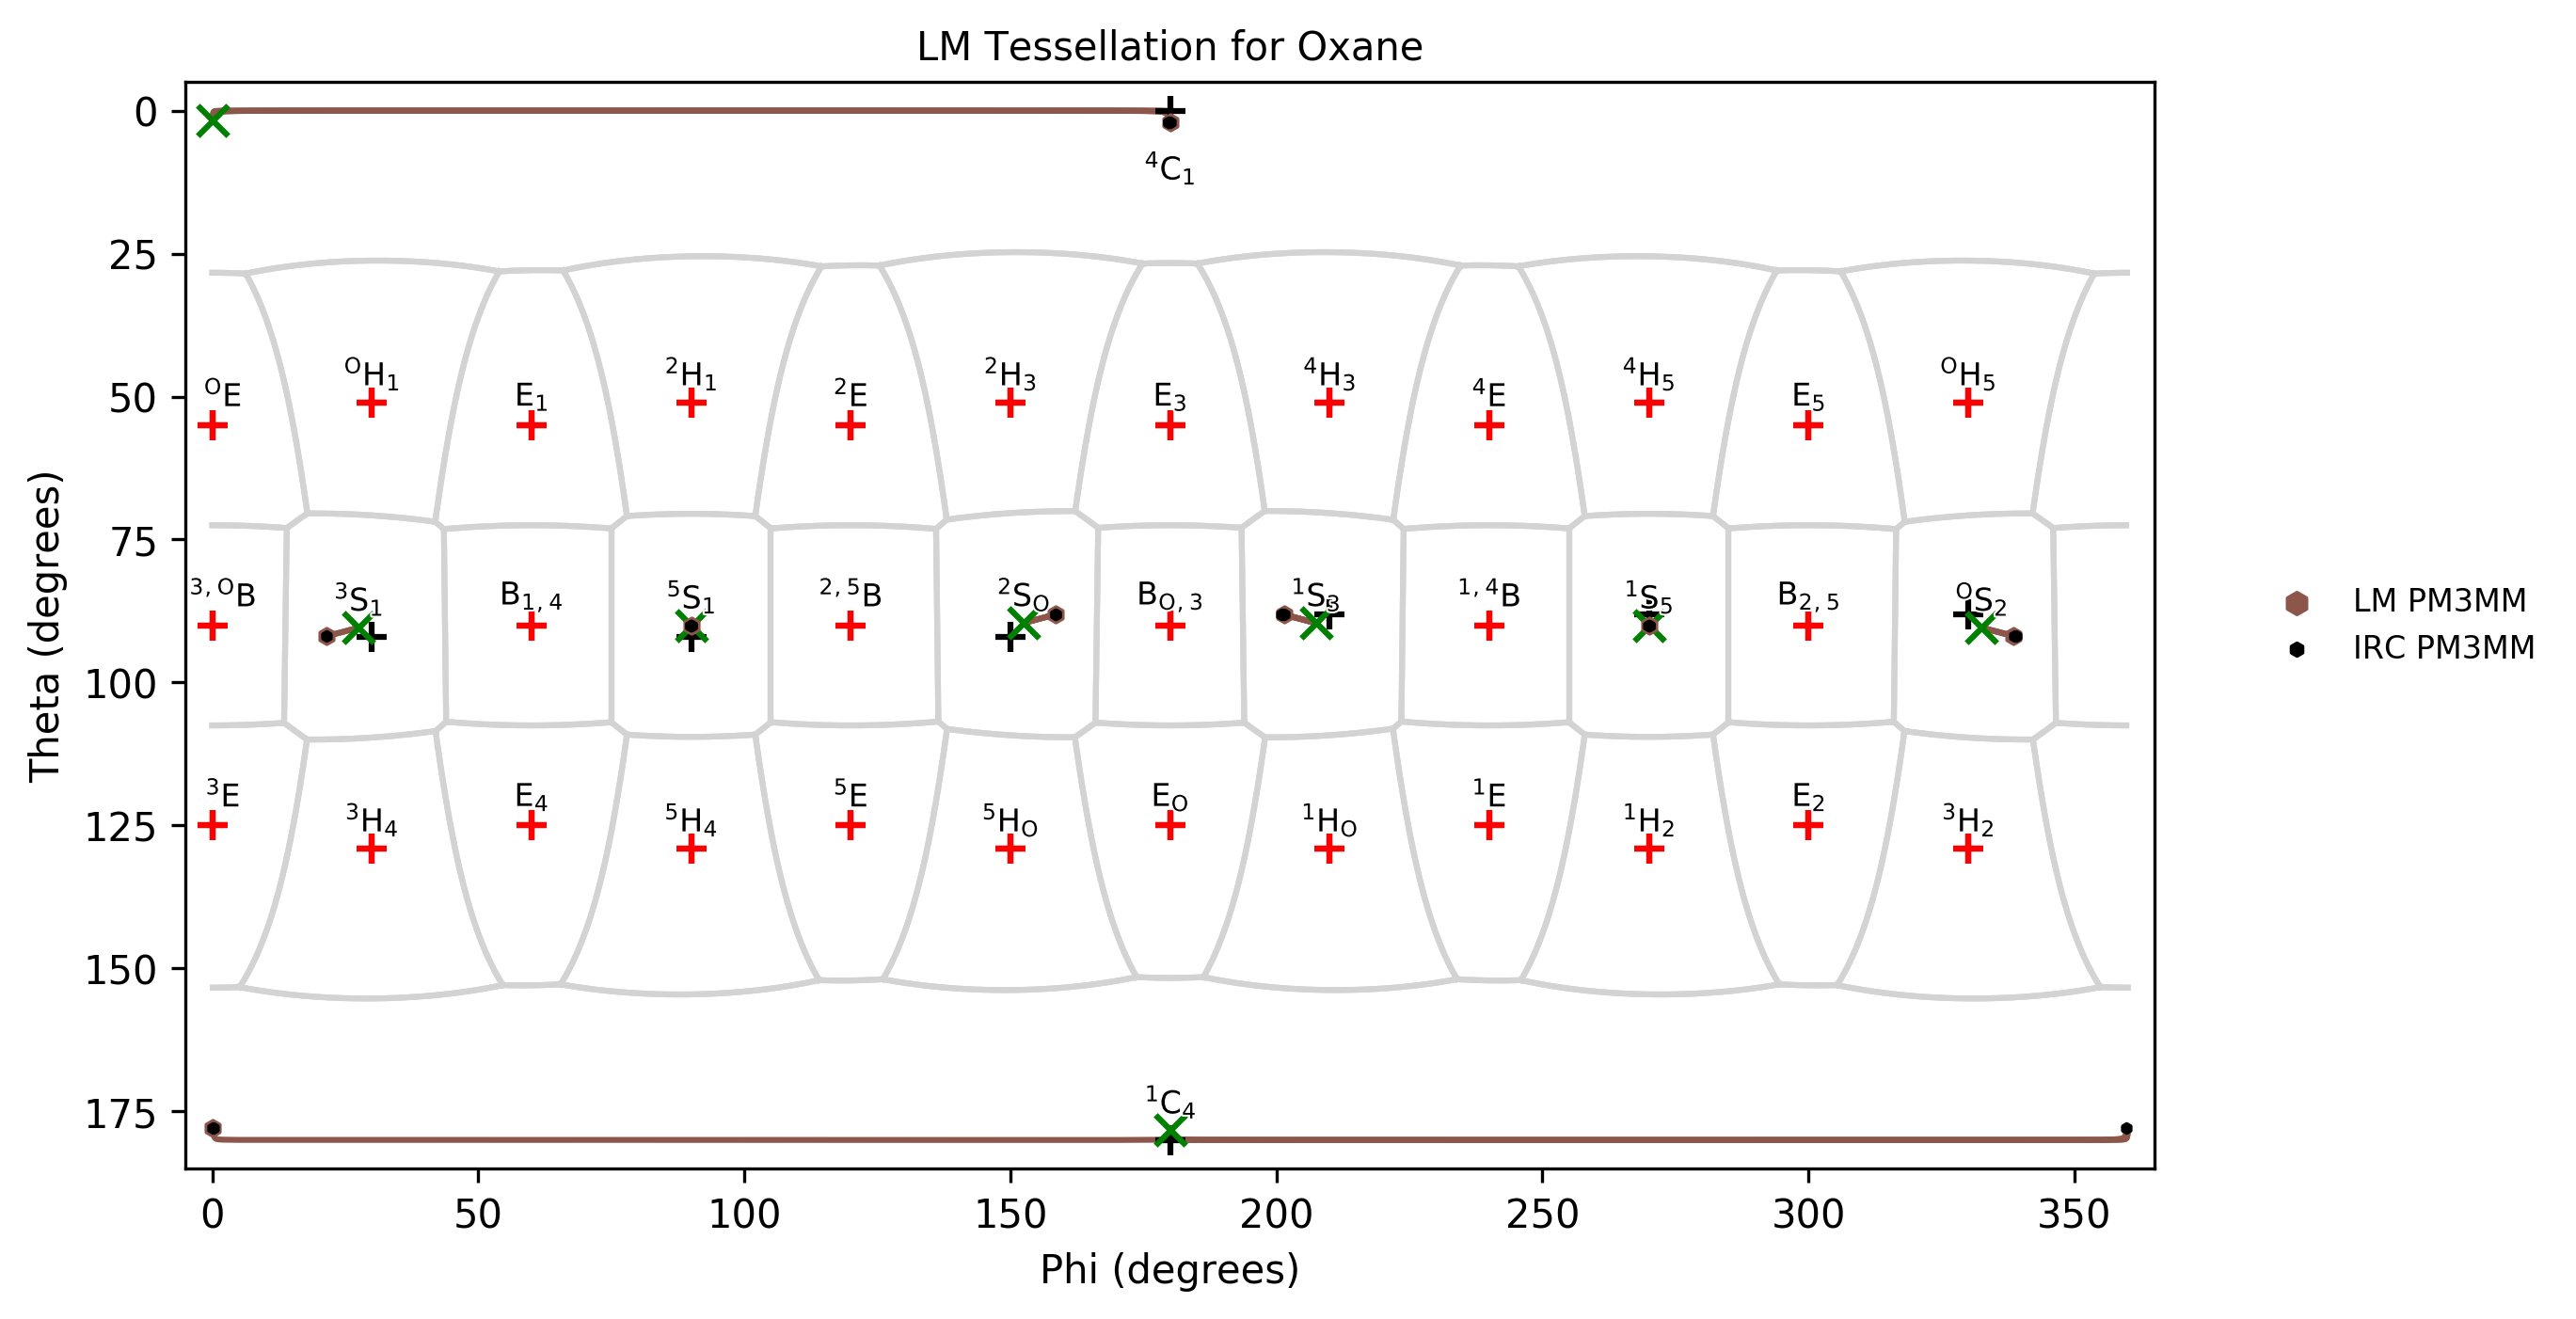 LM Tessellation for Oxane
0
25
50
75
100
125
150
175
Theta (degrees)
⁴C₁
ᴼE ᴼH₁ E₁ ²H₁ ²E ²H₃ E₃ ⁴H₃ ⁴E ⁴H₅ E₅ ᴼH₅
³,ᴼB ³S₁ B₁,₄ ⁵S₁ ²,⁵B ²Sₒ Bₒ,₃ ¹S₃ ¹,⁴B ¹S₅ B₂,₅ ᴼS₂
³E ³H₄ E₄ ⁵H₄ ⁵E ⁵Hₒ Eₒ ¹Hₒ ¹E ¹H₂ E₂ ³H₂
¹C₄
0 50 100 150 200 250 300 350
Phi (degrees)
LM PM3MM
IRC PM3MM